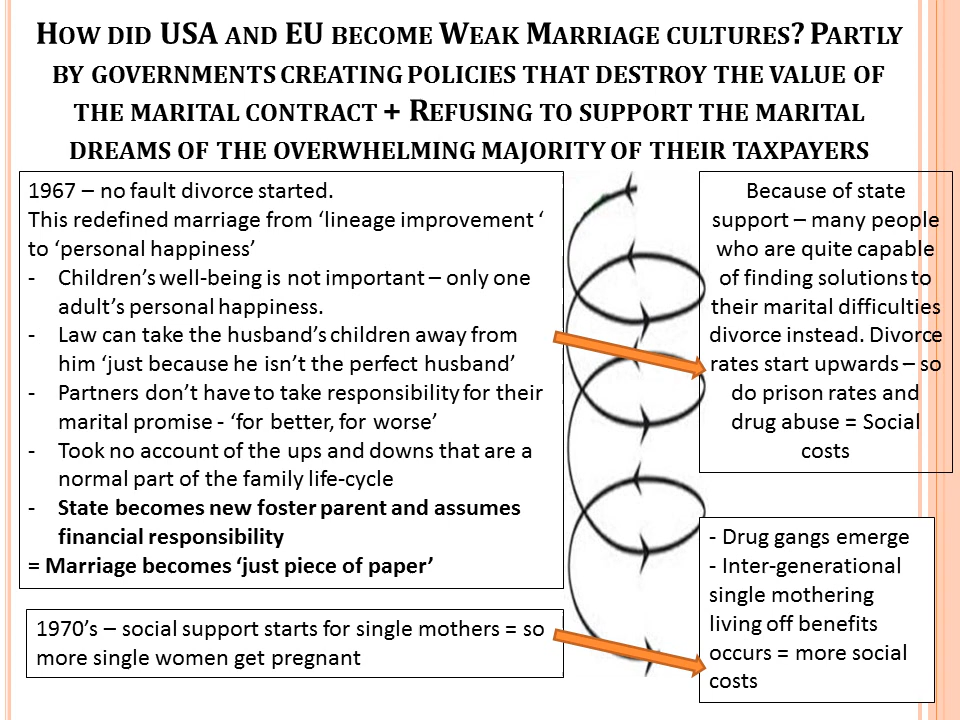 HOW DID USA AND EU BECOME WEAK MARRIAGE CULTURES? PARTLY
BY GOVERNMENTS CREATING POLICIES THAT DESTROY THE VALUE OF
THE MARITAL CONTRACT + REFUSING TO SUPPORT THE MARITAL
DREAMS OF THE OVERWHELMING MAJORITY OF THEIR TAXPAYERS
1967 – no fault divorce started.
This redefined marriage from ‘lineage improvement ‘
to ‘personal happiness’
- Children’s well-being is not important – only one
adult’s personal happiness.
- Law can take the husband’s children away from
him ‘just because he isn’t the perfect husband’
- Partners don’t have to take responsibility for their
marital promise - ‘for better, for worse’
- Took no account of the ups and downs that are a
normal part of the family life-cycle
- State becomes new foster parent and assumes
financial responsibility
= Marriage becomes ‘just piece of paper’
1970’s – social support starts for single mothers = so
more single women get pregnant
Because of state
support – many people
who are quite capable
of finding solutions to
their marital difficulties
divorce instead. Divorce
rates start upwards – so
do prison rates and
drug abuse = Social
costs
- Drug gangs emerge
- Inter-generational
single mothering
living off benefits
occurs = more social
costs